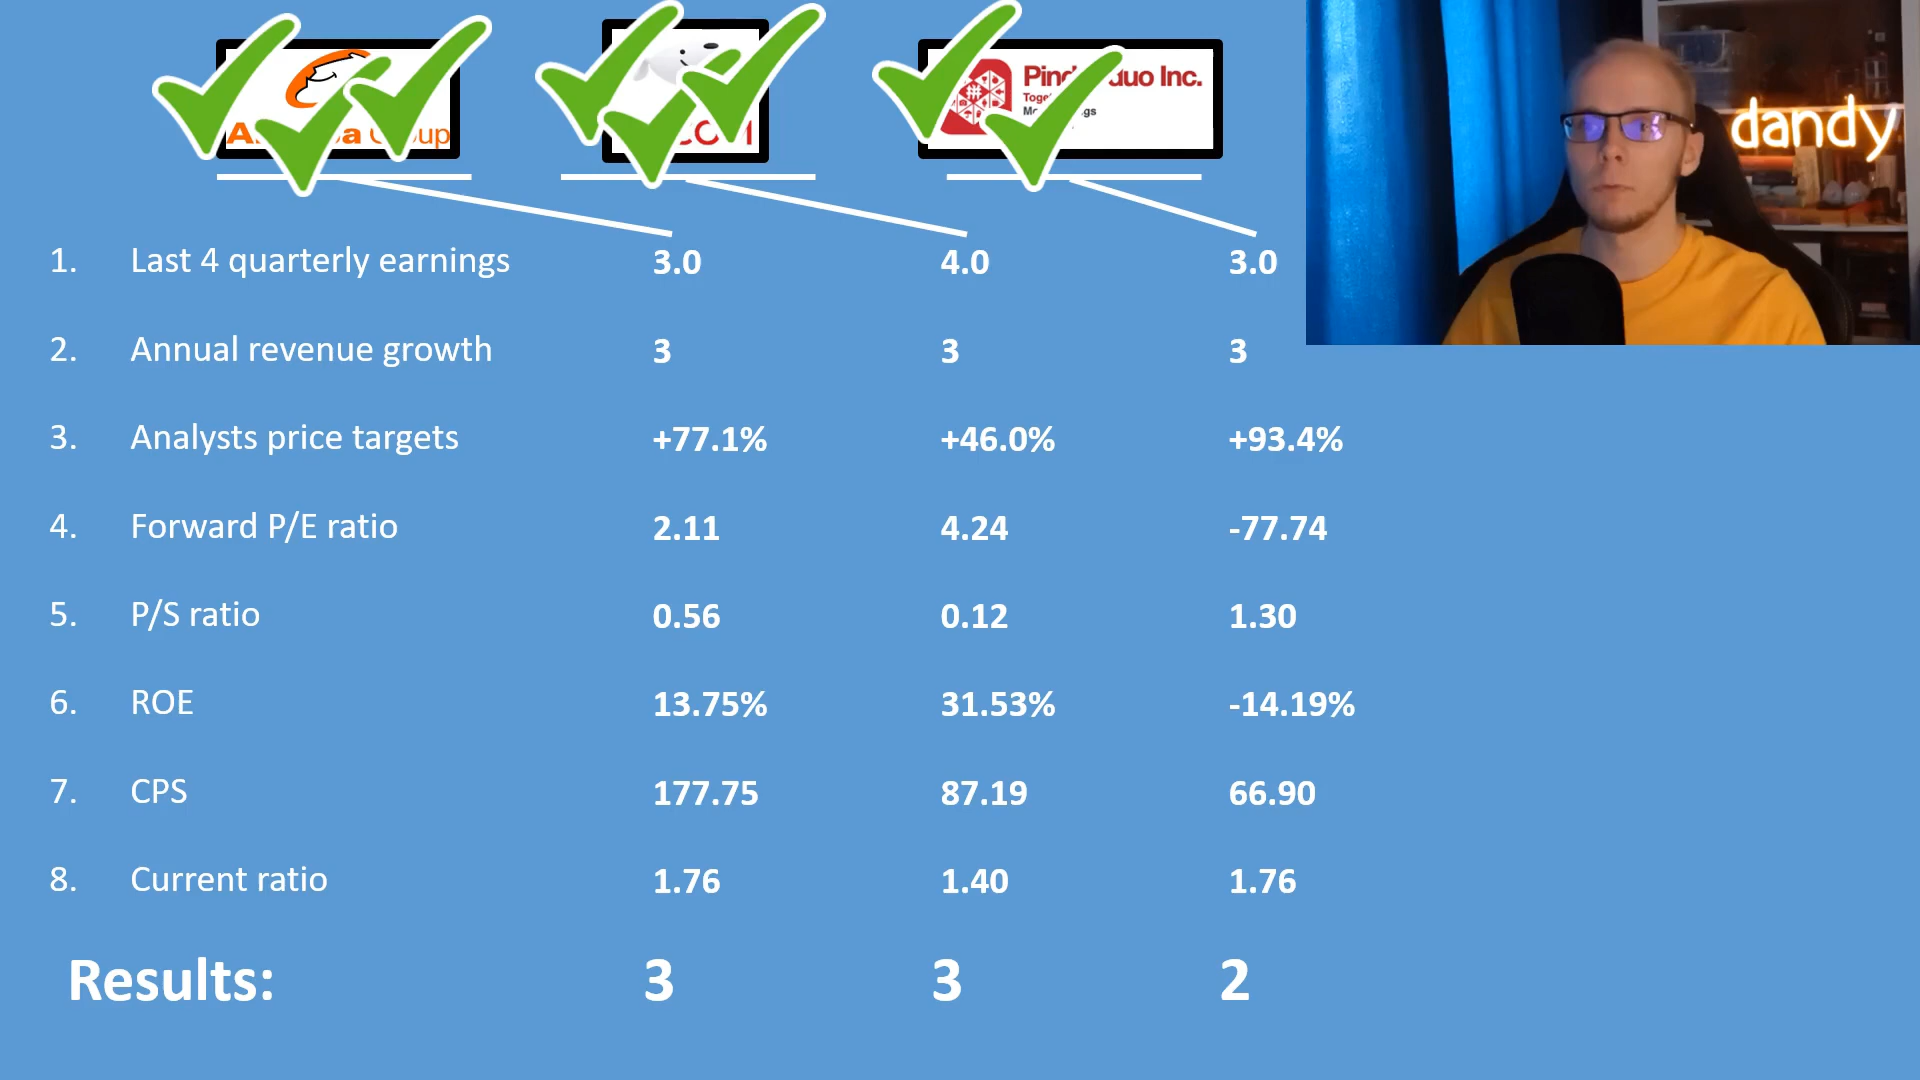 Group
Inc.
dandy
1. Last 4 quarterly earnings 3.0 4.0 3.0
2. Annual revenue growth 3 3 3
3. Analysts price targets +77.1% +46.0% +93.4%
4. Forward P/E ratio 2.11 4.24 -77.74
5. P/S ratio 0.56 0.12 1.30
6. ROE 13.75% 31.53% -14.19%
7. CPS 177.75 87.19 66.90
8. Current ratio 1.76 1.40 1.76
Results: 3 3 2